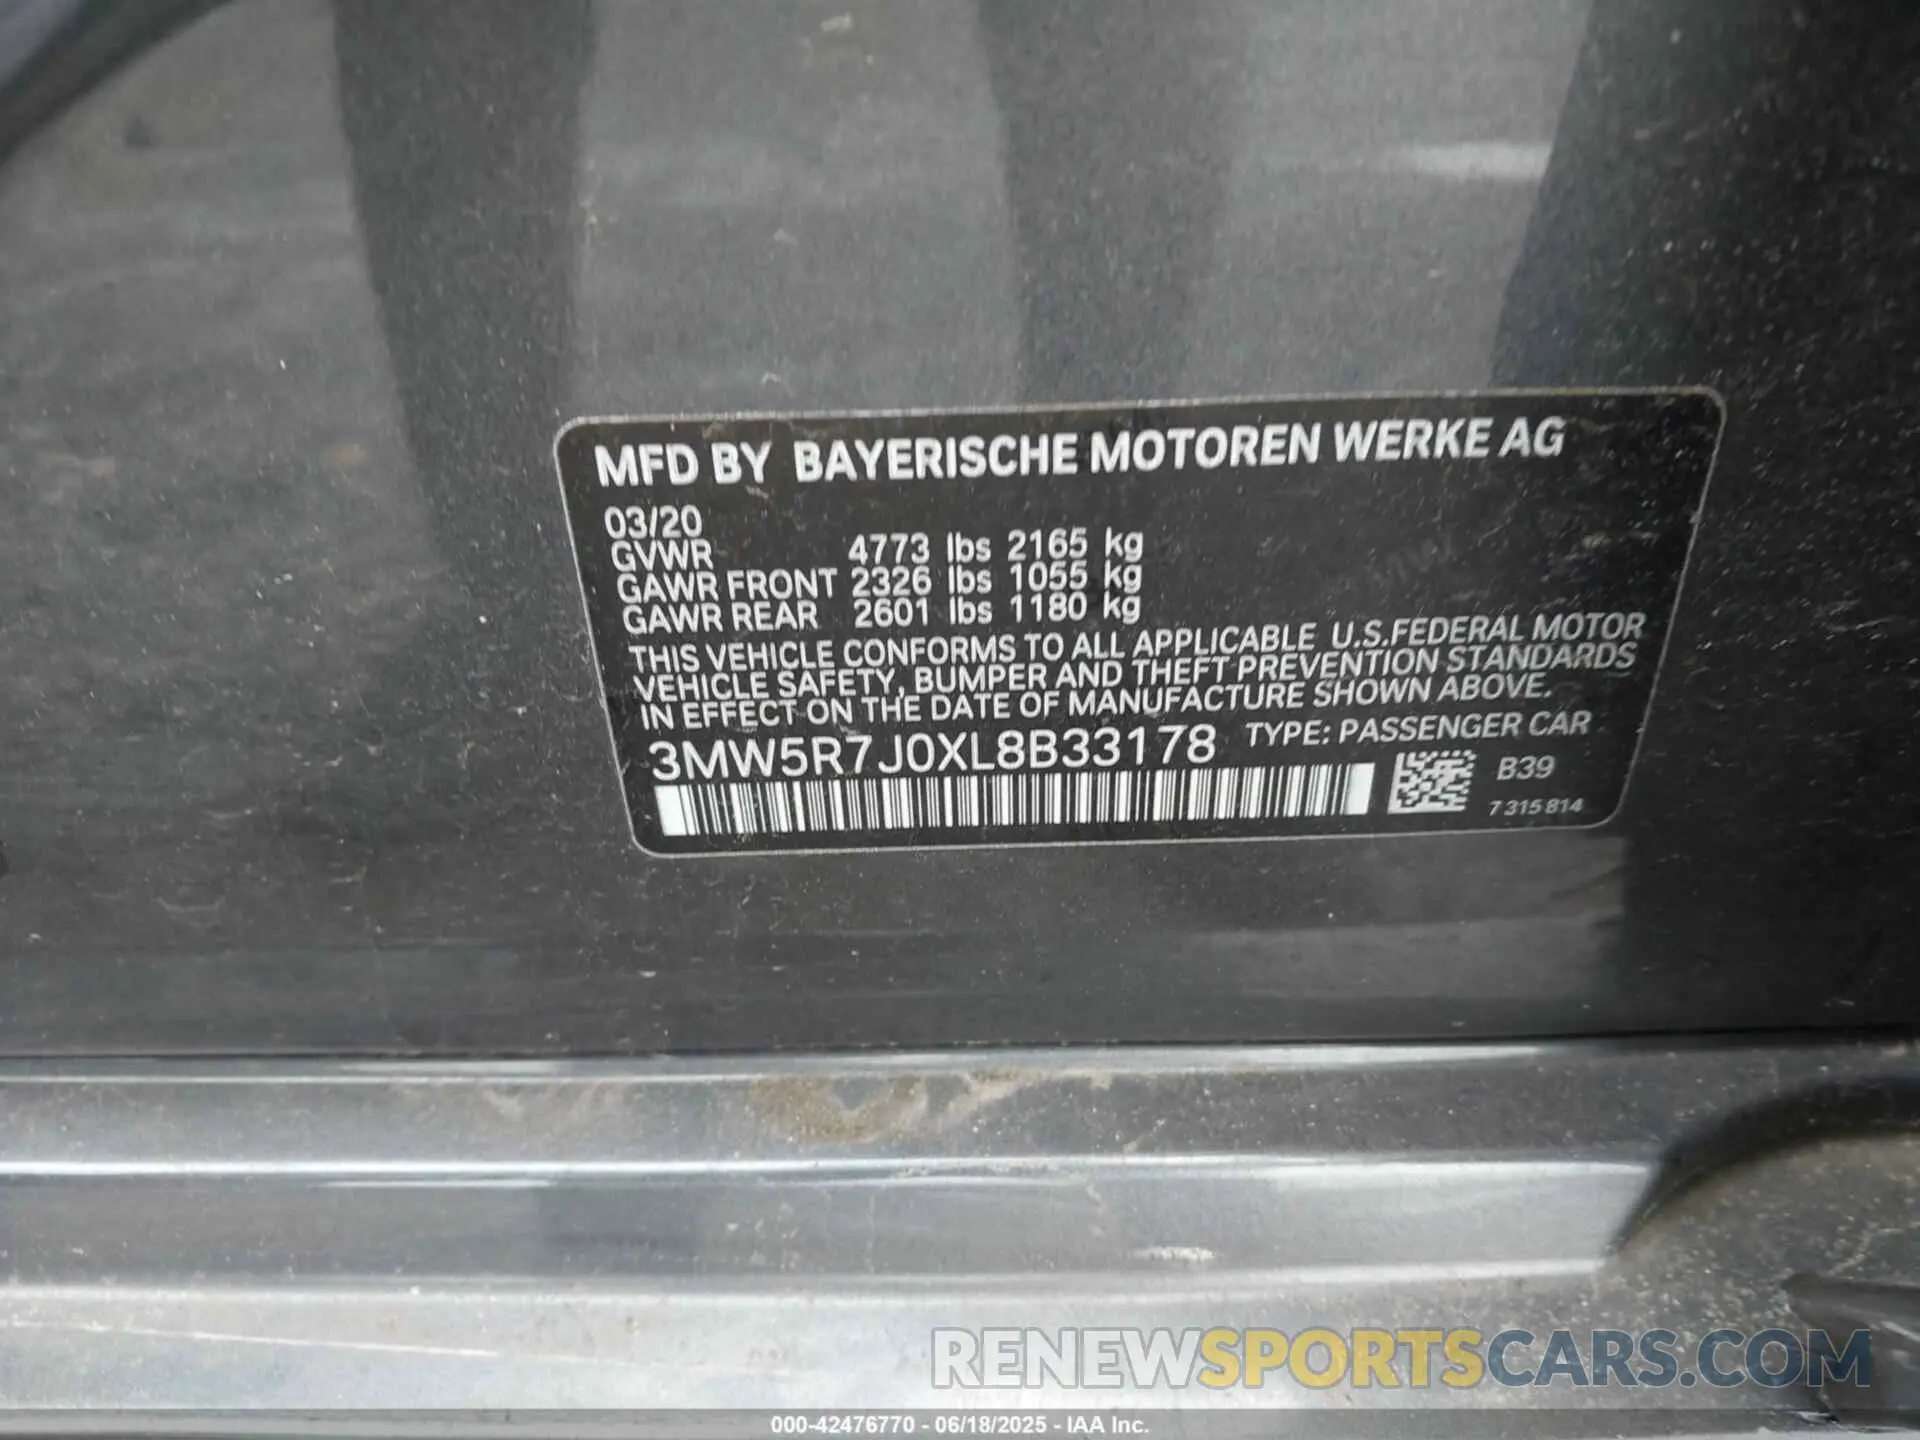 MFD BY BAYERISCHE MOTOREN WERKE AG
03/20
GVWR 4773 lbs 2165 kg
GAWR FRONT 2326 lbs 1055 kg
GAWR REAR 2601 lbs 1180 kg
THIS VEHICLE CONFORMS TO ALL APPLICABLE U.S.FEDERAL MOTOR
VEHICLE SAFETY, BUMPER AND THEFT PREVENTION STANDARDS
IN EFFECT ON THE DATE OF MANUFACTURE SHOWN ABOVE.
3MW5R7J0XL8B33178 TYPE: PASSENGER CAR
B39
7 315 814
RENEWSPORTSCARS.COM
000-42476770 - 06/18/2025 - IAA Inc.